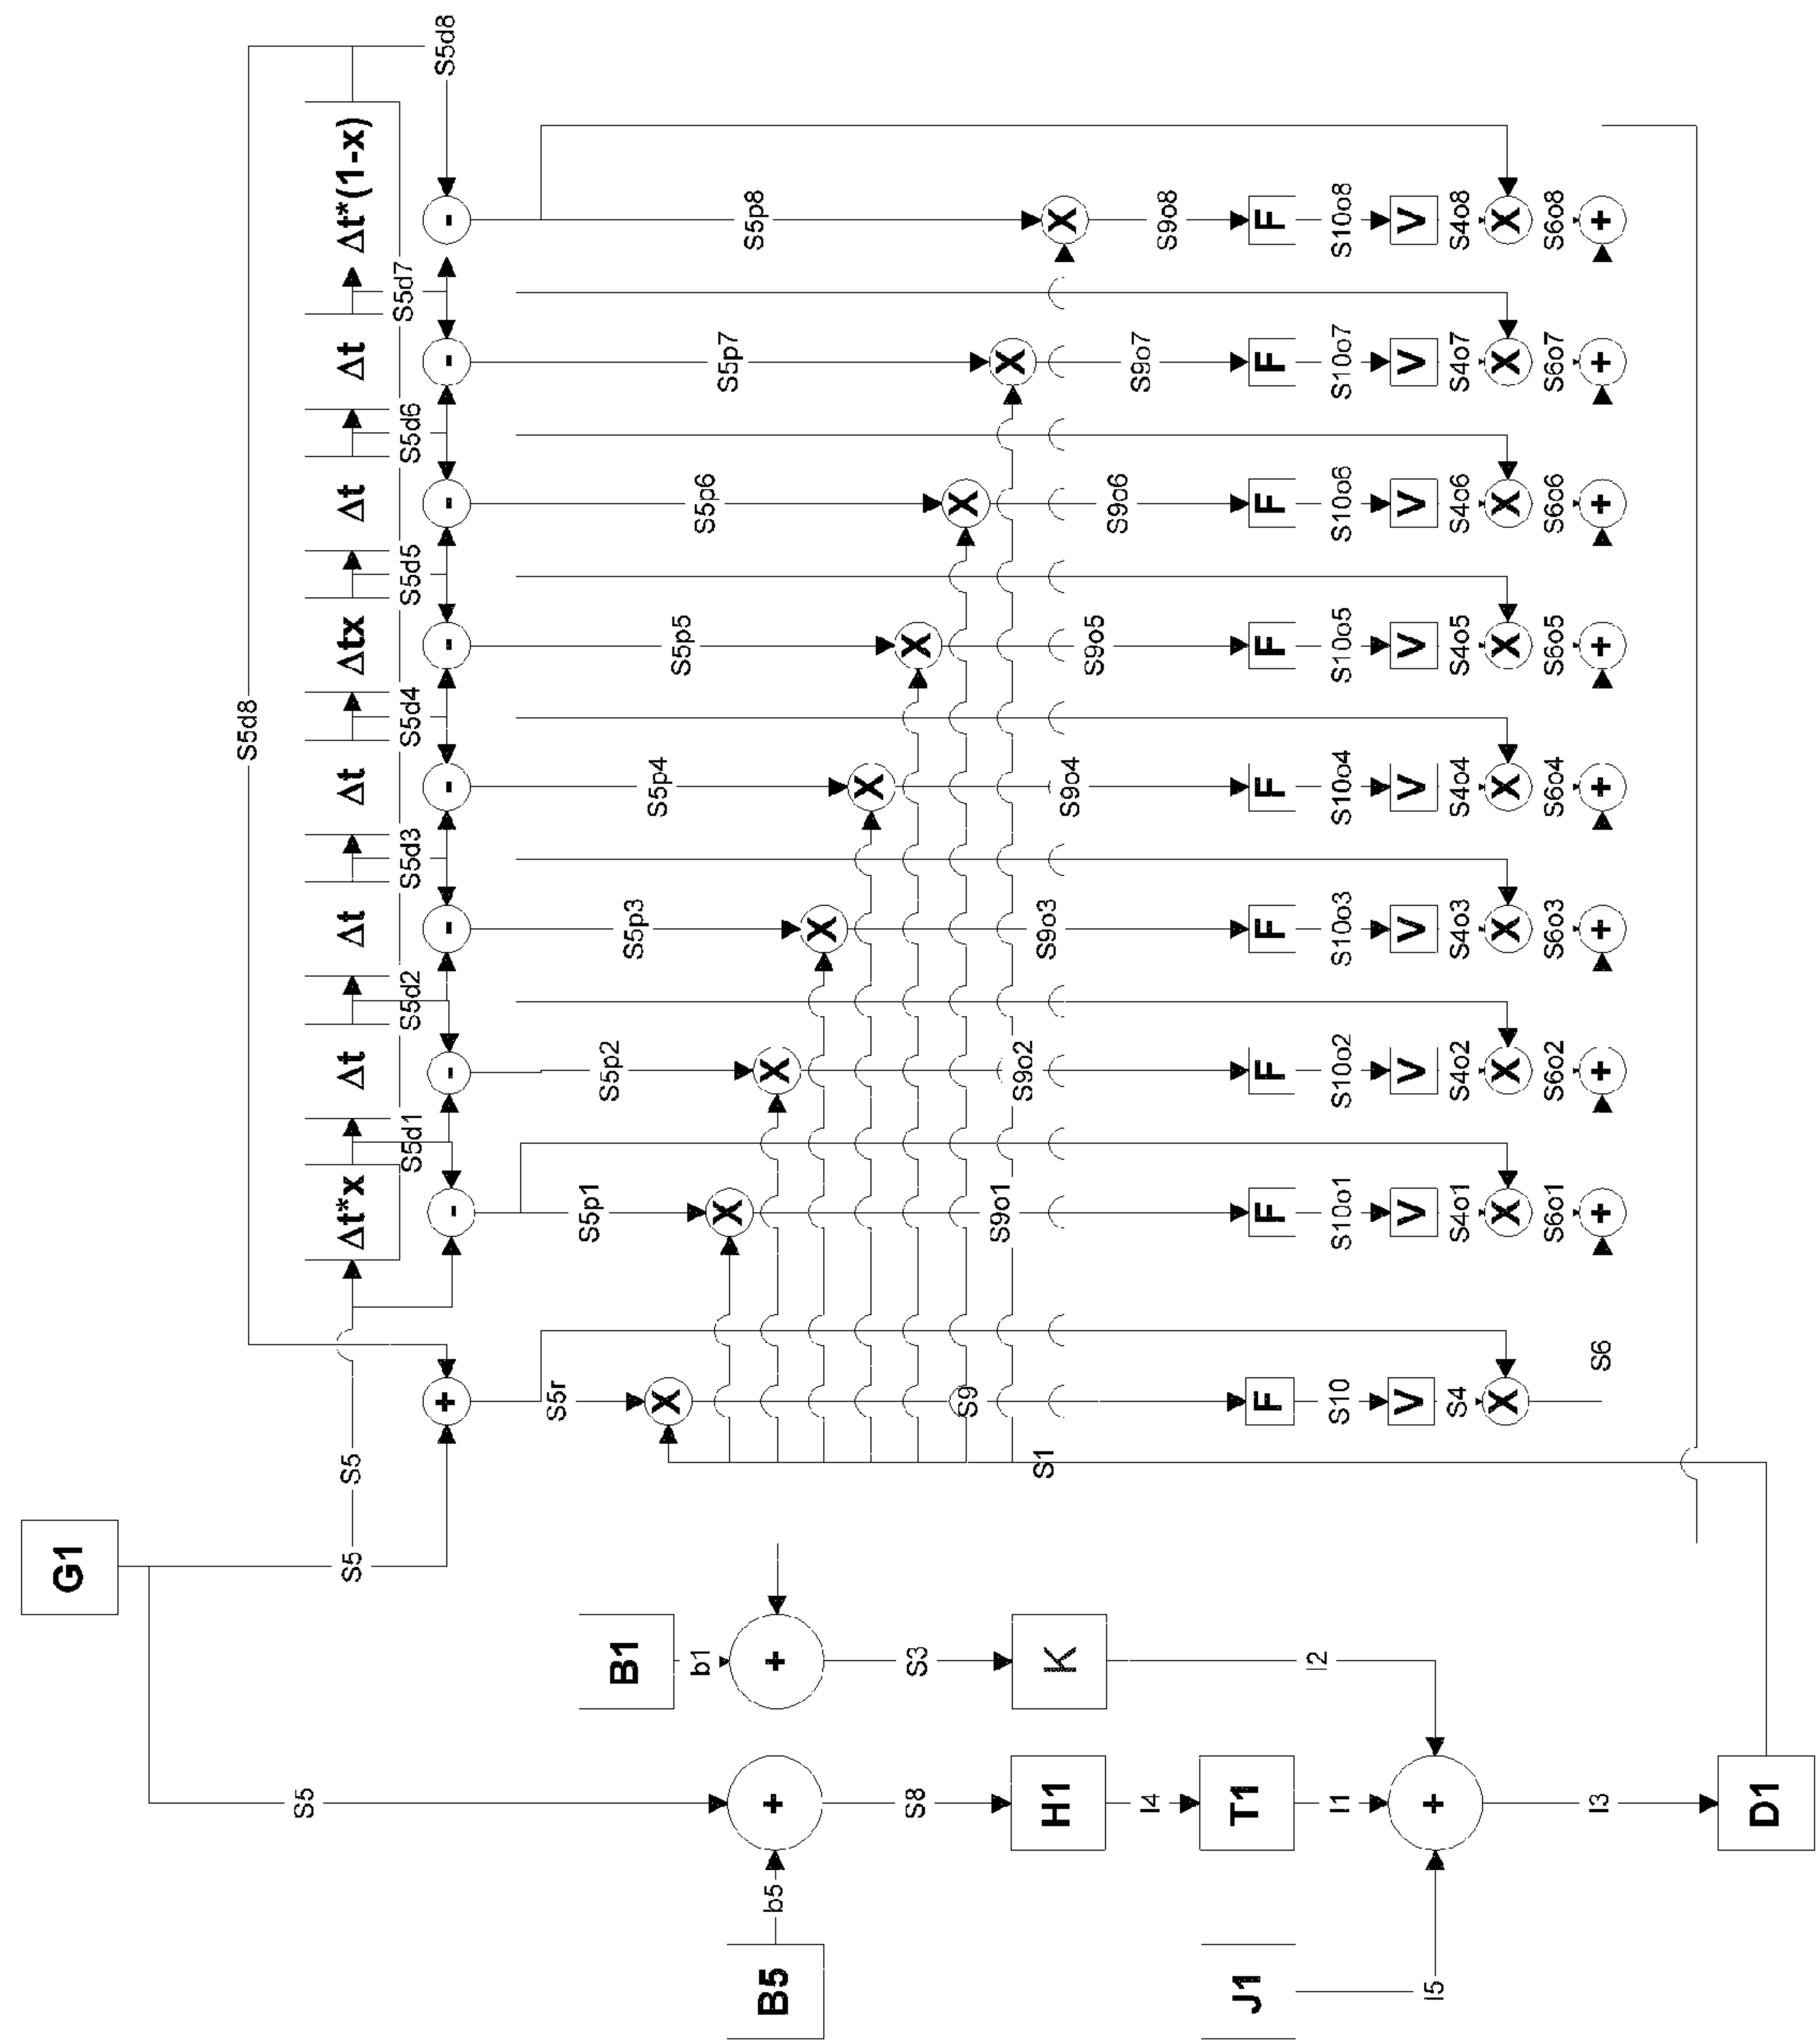 G1
S5d8
S5
S5 S5 Δt*x Δt Δt Δt Δtx Δt Δt Δt*(1-x)
S5d1 S5d2 S5d3 S5d4 S5d5 S5d6 S5d7
+ - - - - - - - - S5d8
S5r S5p1 S5p2 S5p3 S5p4 S5p5 S5p6 S5p7 S5p8
B1
X
b1
X
B5 b5 + + X
X
X
S8 S3 X
X
S9 S9o1 S9o2 S9o3 S9o4 S9o5 S9o6 S9o7 S9o8
X
H1 K S1 X
I4
J1 T1 F F F F F F F F F
I1 I2 S10 S10o1 S10o2 S10o3 S10o4 S10o5 S10o6 S10o7 S10o8
V V V V V V V V V
I5 + S4 S4o1 S4o2 S4o3 S4o4 S4o5 S4o6 S4o7 S4o8
X X X X X X X X X
S6o1 S6o2 S6o3 S6o4 S6o5 S6o6 S6o7 S6o8
I3 S6 + + + + + + + +
D1